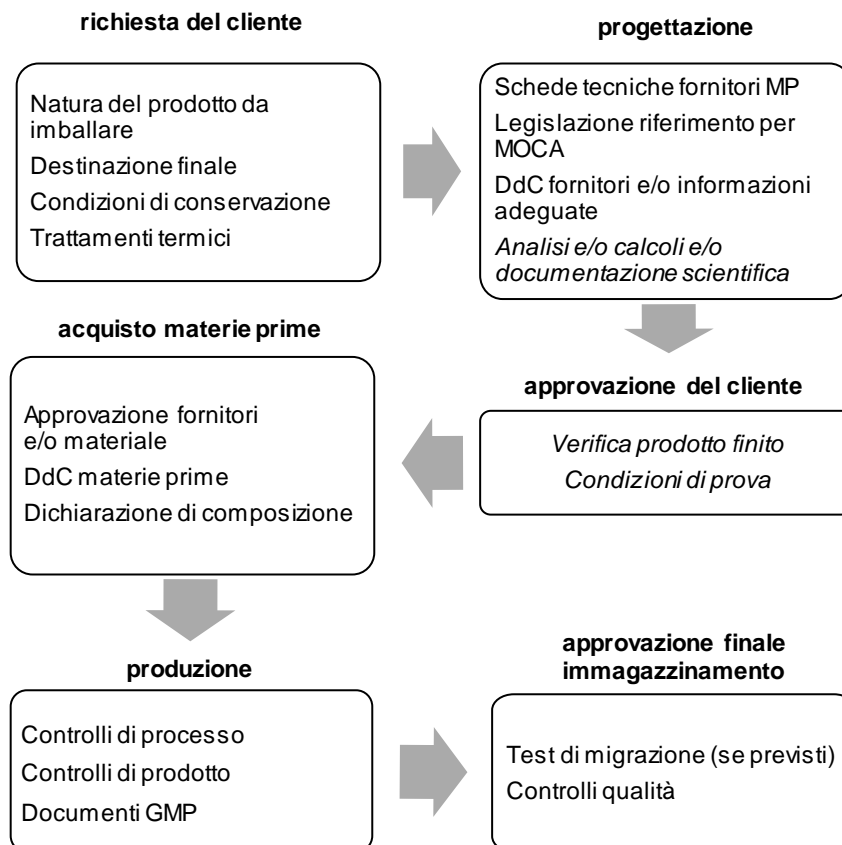 richiesta del cliente
Natura del prodotto da
imballare
Destinazione finale
Condizioni di conservazione
Trattamenti termici
progettazione
Schede tecniche fornitori MP
Legislazione riferimento per
MOCA
DdC fornitori e/o informazioni
adeguate
Analisi e/o calcoli e/o
documentazione scientifica
approvazione del cliente
Verifica prodotto finito
Condizioni di prova
acquisto materie prime
Approvazione fornitori
e/o materiale
DdC materie prime
Dichiarazione di composizione
produzione
Controlli di processo
Controlli di prodotto
Documenti GMP
approvazione finale
immagazzinamento
Test di migrazione (se previsti)
Controlli qualità